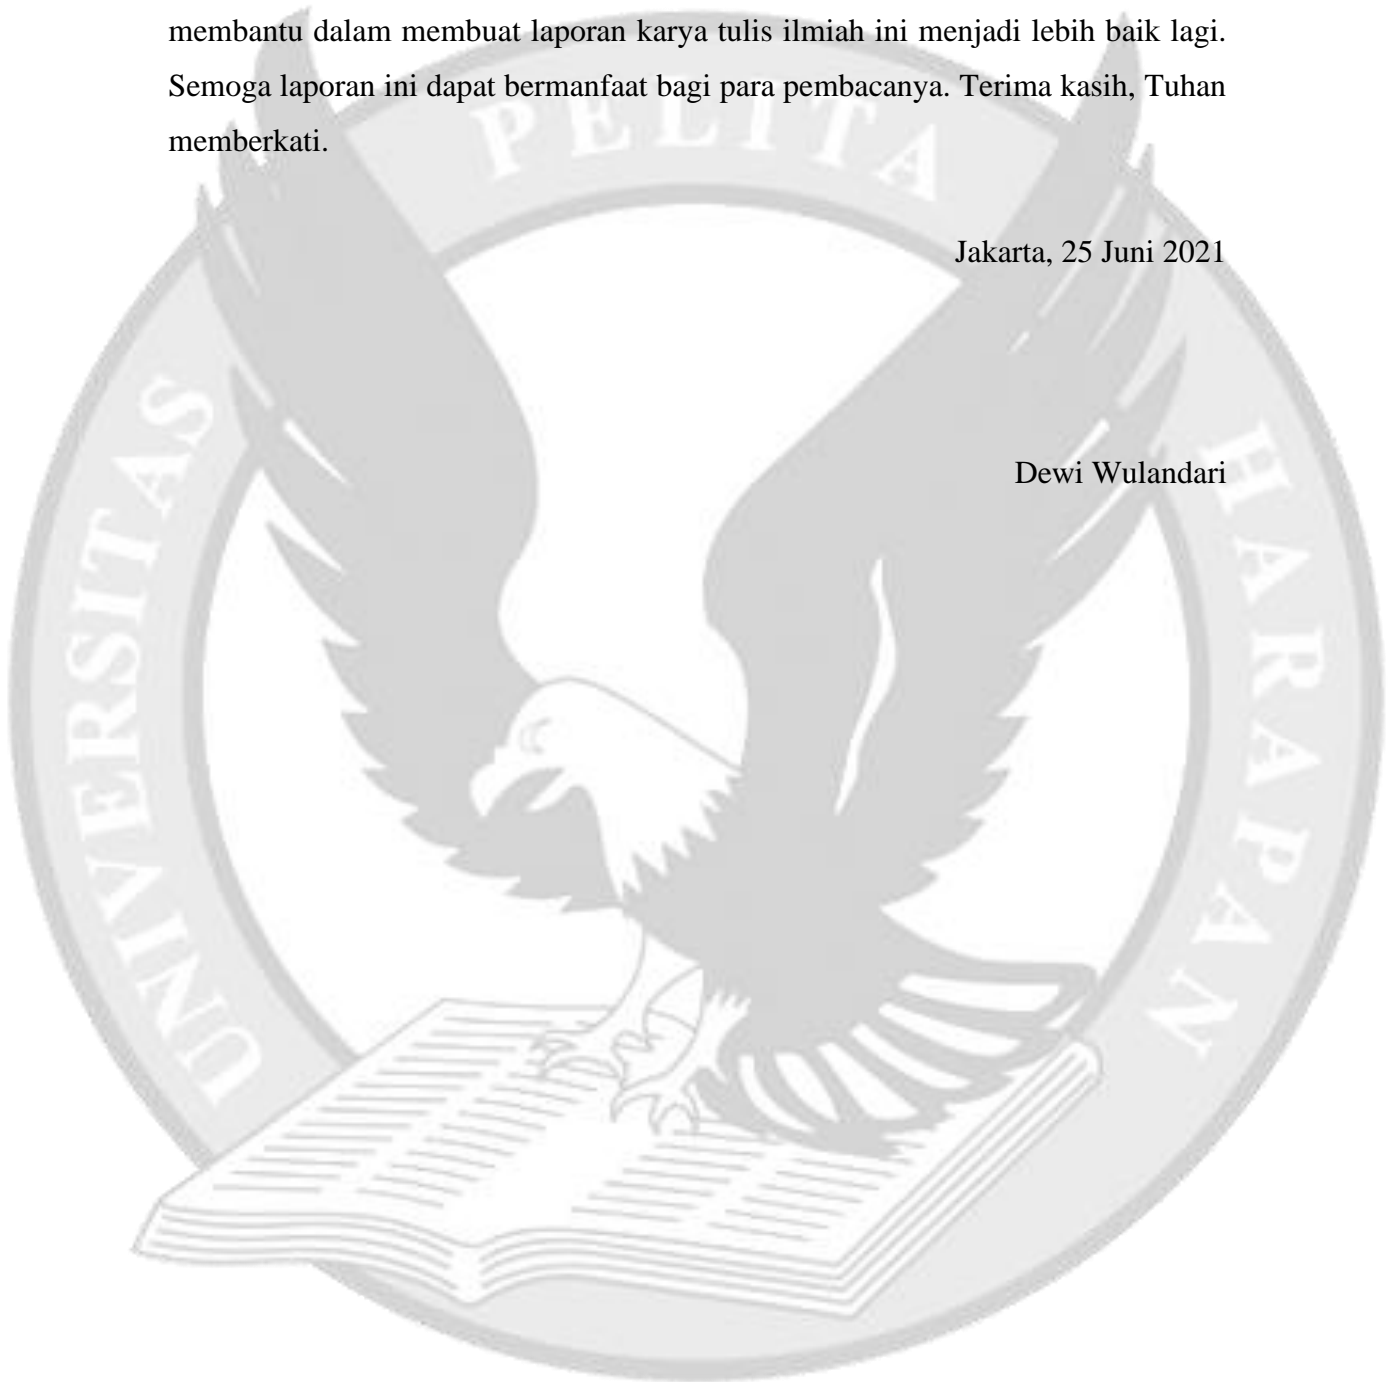 membantu dalam membuat laporan karya tulis ilmiah ini menjadi lebih baik lagi.
Semoga laporan ini dapat bermanfaat bagi para pembacanya. Terima kasih, Tuhan
memberkati.
Jakarta, 25 Juni 2021
Dewi Wulandari
UNIVERSITAS
PELITA
HARAPAN